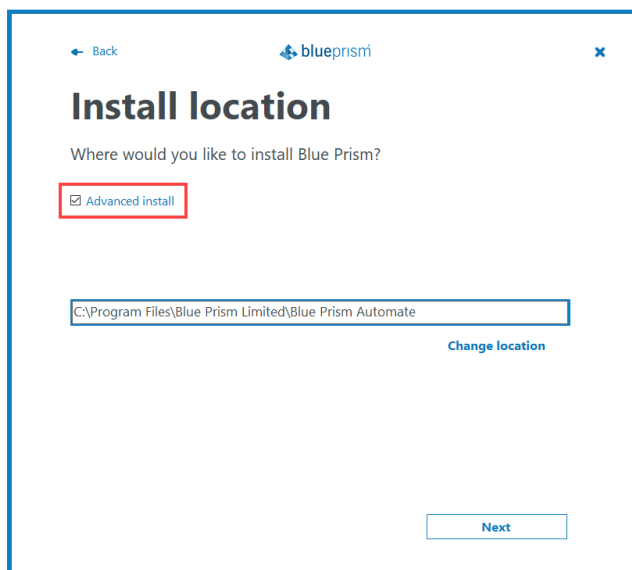 Back
blueprism
Install location
Where would you like to install Blue Prism?
Advanced install
C:\Program Files\Blue Prism Limited\Blue Prism Automate
Change location
Next